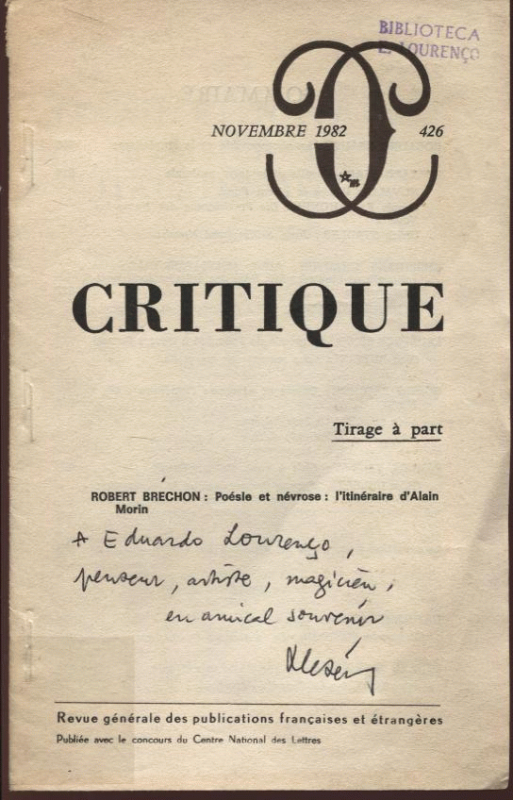 BIBLIOTECA
E. LOURENÇO
NOVEMBRE 1982 426
CRITIQUE
Tirage à part
ROBERT BRÉCHON : Poésie et névrose : l'itinéraire d'Alain
Morin
A Eduardo Lourenço,
penseur, artiste, magicien,
en amical souvenir
Revue générale des publications françaises et étrangères
Publiée avec le concours du Centre National des Lettres